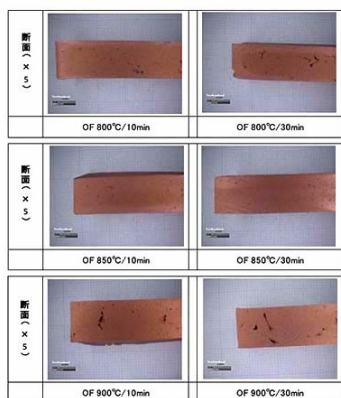 断面(×5)
OF 800℃/10min
OF 800℃/30min
断面(×5)
OF 850℃/10min
OF 850℃/30min
断面(×5)
OF 900℃/10min
OF 900℃/30min